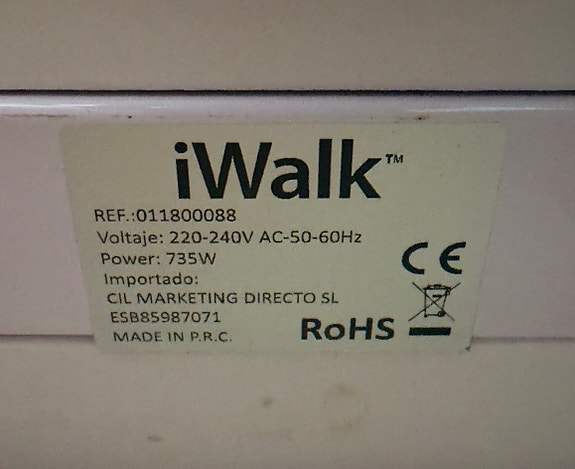 iWalk™
REF.:011800088
Voltaje: 220-240V AC-50-60Hz
Power: 735W
Importado:
CIL MARKETING DIRECTO SL
ESB85987071
MADE IN P.R.C.
CE
RoHS